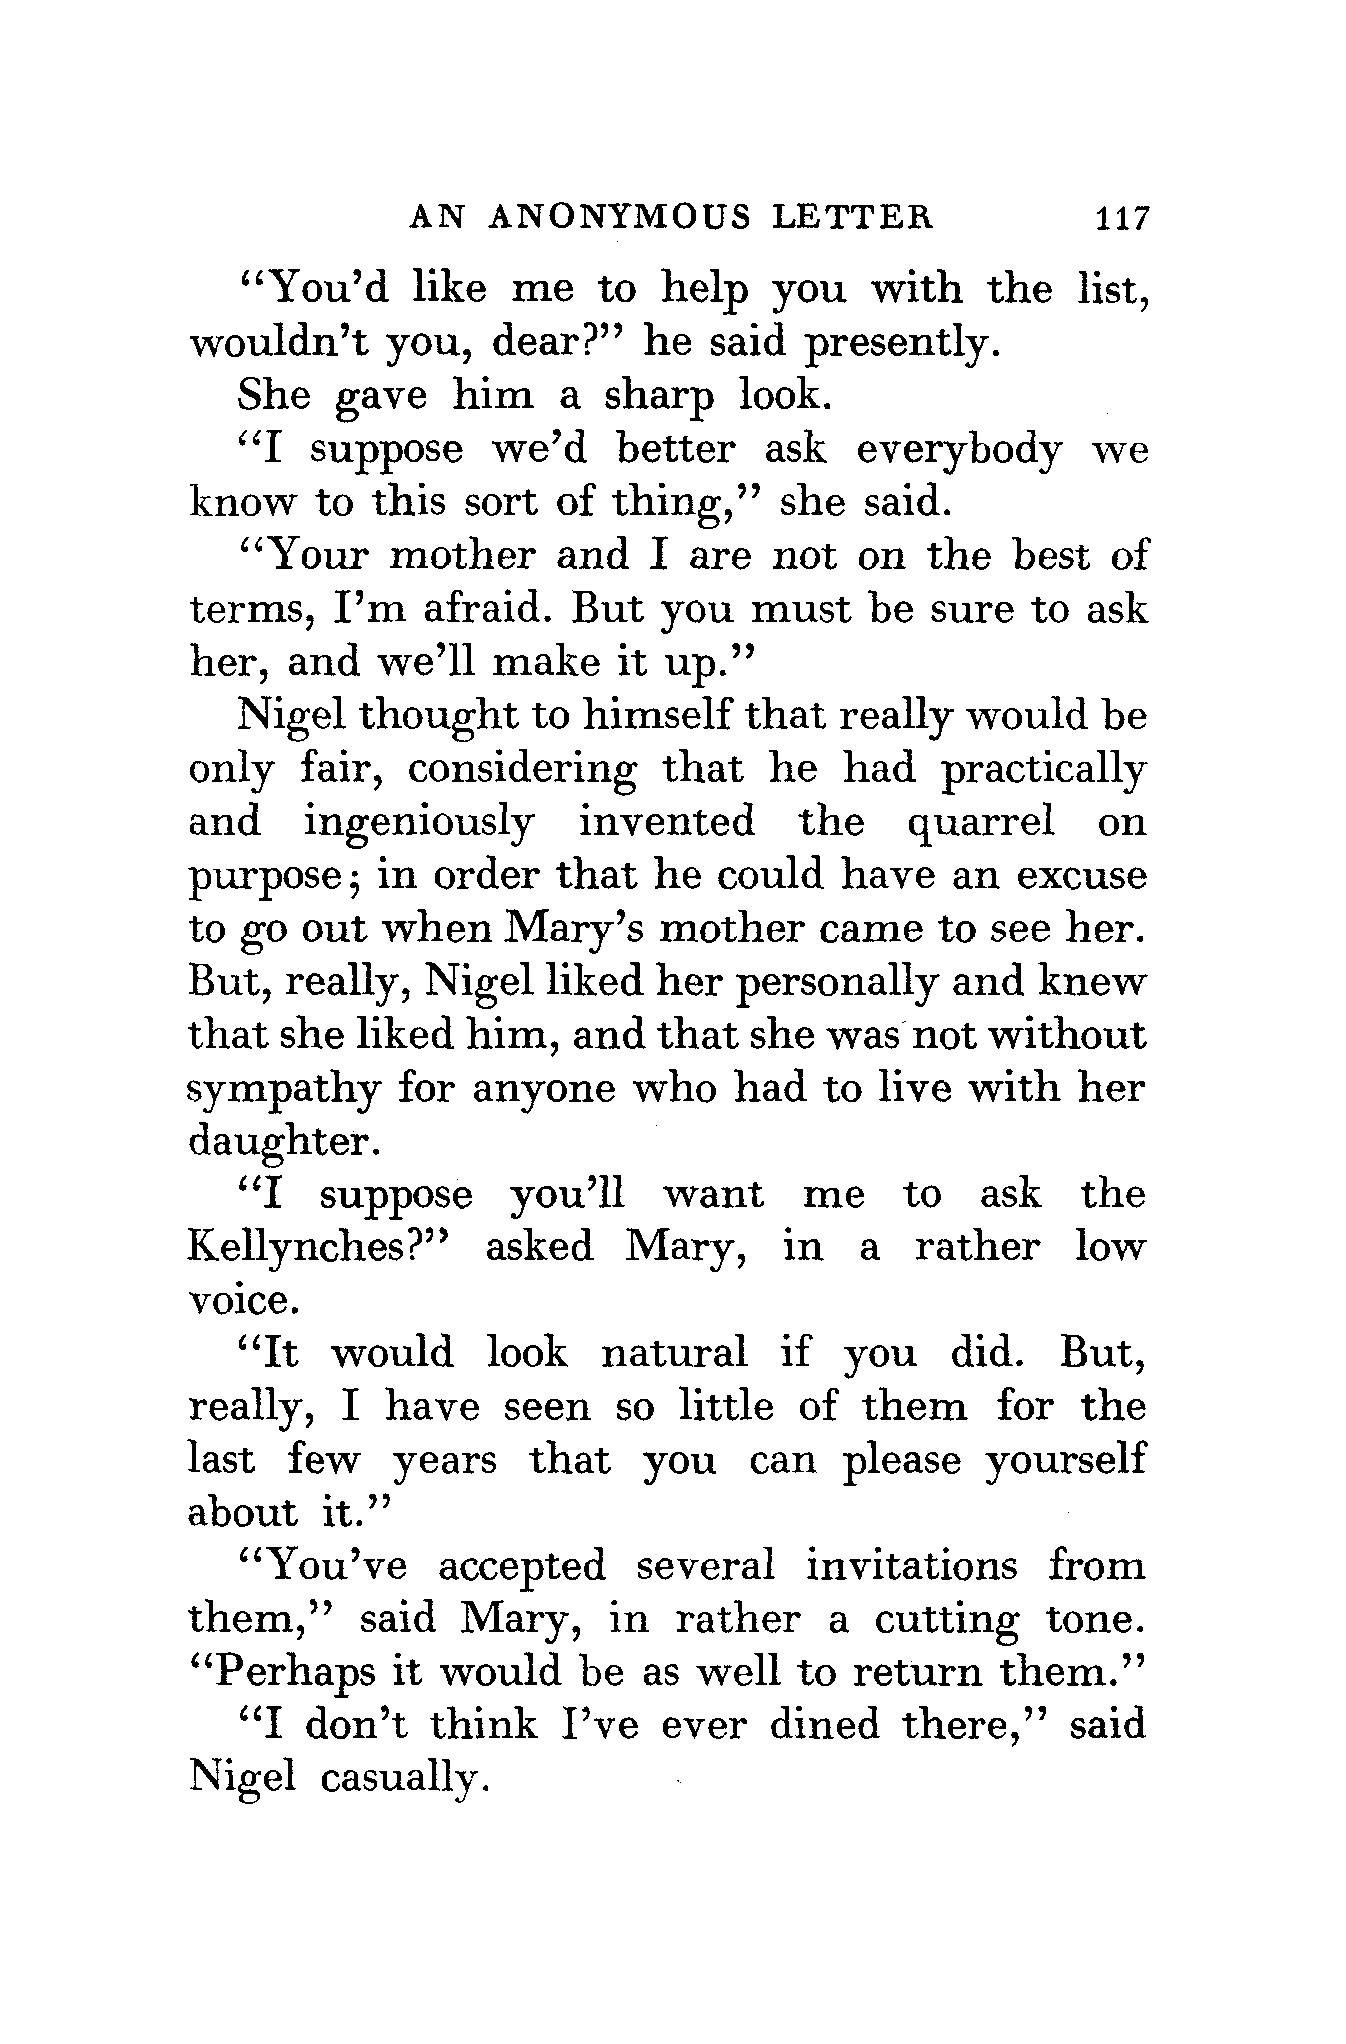 AN ANONYMOUS LETTER 117
"You'd like me to help you with the list,
wouldn't you, dear?" he said presently.
She gave him a sharp look.
"I suppose we'd better ask everybody we
know to this sort of thing," she said.
"Your mother and I are not on the best of
terms, I'm afraid. But you must be sure to ask
her, and we'll make it up."
Nigel thought to himself that really would be
only fair, considering that he had practically
and ingeniously invented the quarrel on
purpose; in order that he could have an excuse
to go out when Mary's mother came to see her.
But, really, Nigel liked her personally and knew
that she liked him, and that she was not without
sympathy for anyone who had to live with her
daughter.
"I suppose you'll want me to ask the
Kellynches?" asked Mary, in a rather low
voice.
"It would look natural if you did. But,
really, I have seen so little of them for the
last few years that you can please yourself
about it."
"You've accepted several invitations from
them," said Mary, in rather a cutting tone.
"Perhaps it would be as well to return them."
"I don't think I've ever dined there," said
Nigel casually.